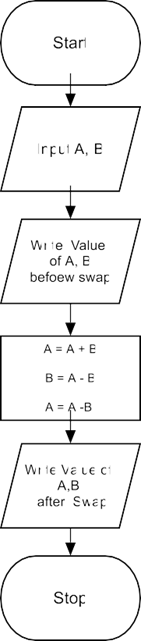 Start
Input A, B
Write Value
of A, B
befoew swap
A = A + B
B = A - B
A = A -B
Write Value of
A,B
after Swap
Stop